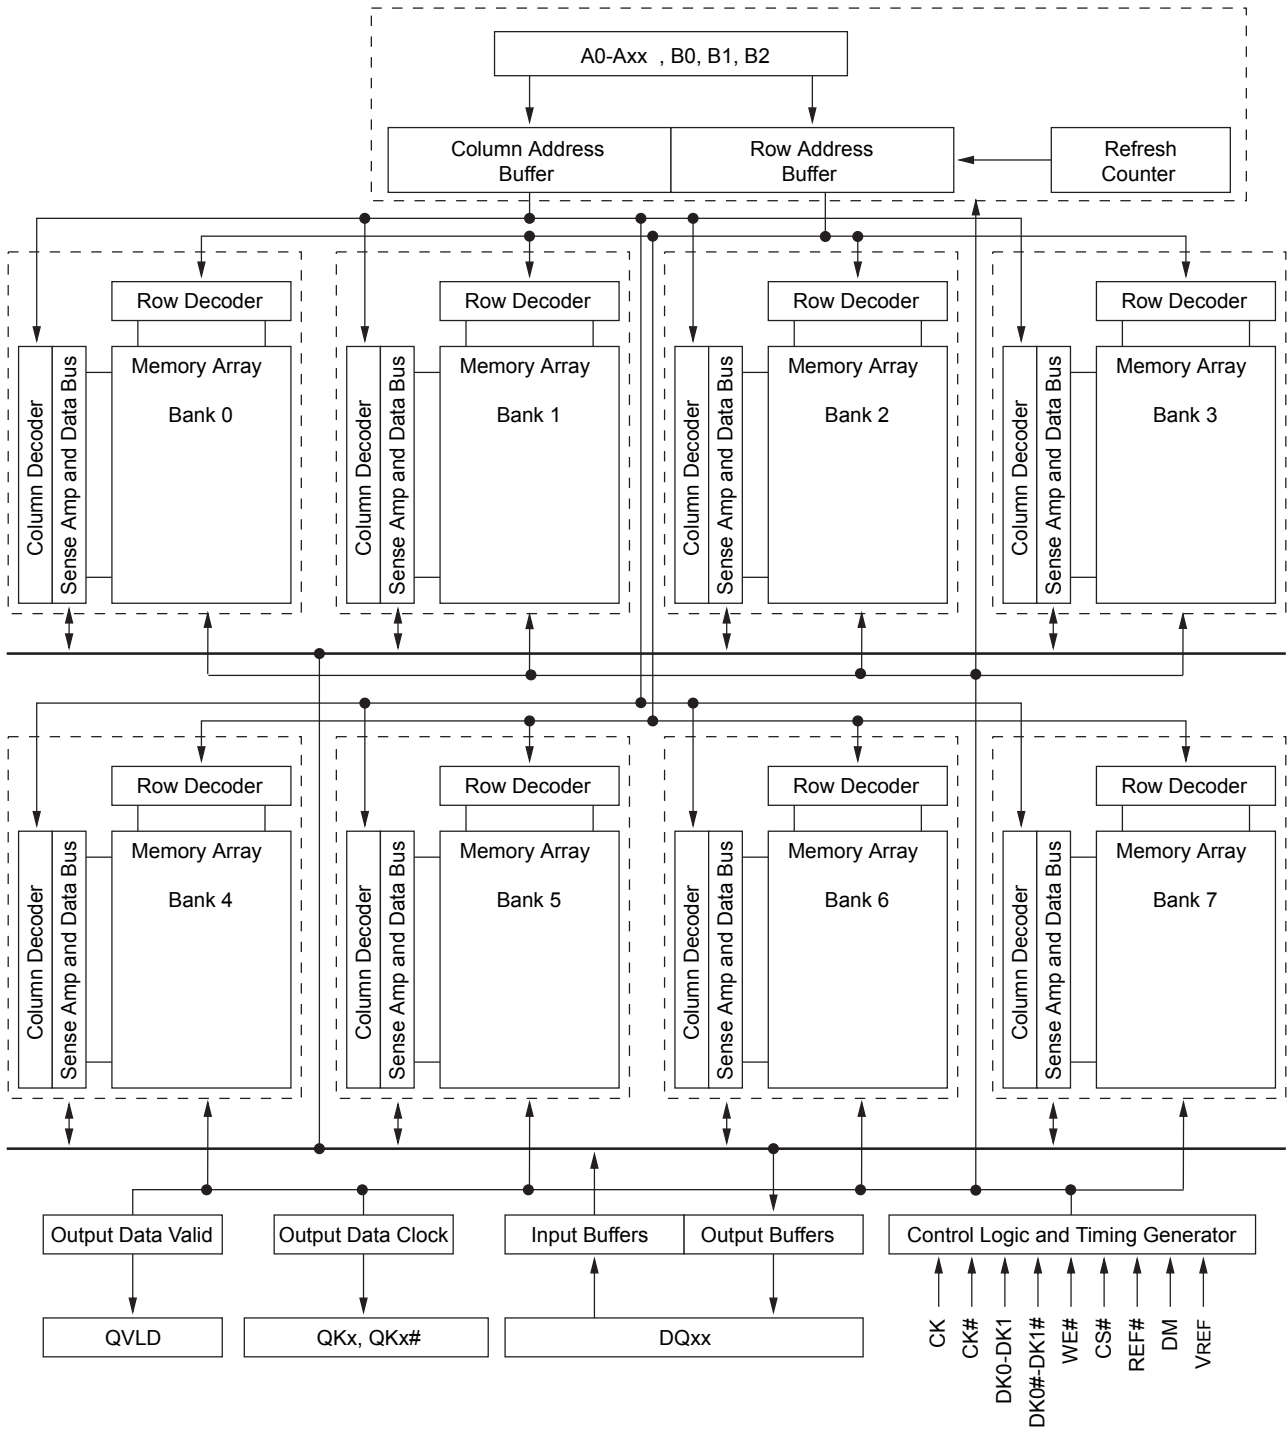 A0-Axx , B0, B1, B2
Column Address
Buffer
Row Address
Buffer
Refresh
Counter
Row Decoder
Row Decoder
Row Decoder
Row Decoder
Column Decoder
Sense Amp and Data Bus
Memory Array
Bank 0
Column Decoder
Sense Amp and Data Bus
Memory Array
Bank 1
Column Decoder
Sense Amp and Data Bus
Memory Array
Bank 2
Column Decoder
Sense Amp and Data Bus
Memory Array
Bank 3
Row Decoder
Row Decoder
Row Decoder
Row Decoder
Column Decoder
Sense Amp and Data Bus
Memory Array
Bank 4
Column Decoder
Sense Amp and Data Bus
Memory Array
Bank 5
Column Decoder
Sense Amp and Data Bus
Memory Array
Bank 6
Column Decoder
Sense Amp and Data Bus
Memory Array
Bank 7
Output Data Valid
Output Data Clock
Input Buffers
Output Buffers
Control Logic and Timing Generator
QVLD
QKx, QKx#
DQxx
CK
CK#
DK0-DK1
DK0#-DK1#
WE#
CS#
REF#
DM
VREF